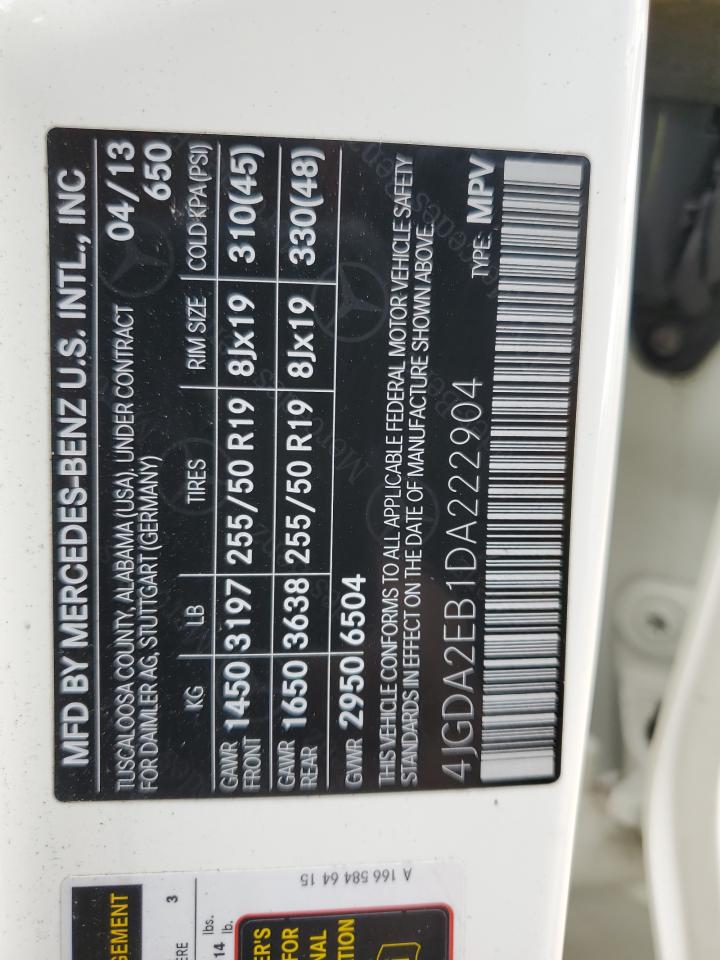 MFD BY MERCEDES-BENZ U.S. INTL., INC
TUSCALOOSA COUNTY, ALABAMA (USA), UNDER CONTRACT 04/13
FOR DAIMLER AG, STUTTGART (GERMANY) 650
KG LB TIRES RIM SIZE COLD KPA(PSI)
GAWR FRONT 1450 3197 255/50 R19 8Jx19 310(45)
GAWR REAR 1650 3638 255/50 R19 8Jx19 330(48)
GVWR 2950 6504
THIS VEHICLE CONFORMS TO ALL APPLICABLE FEDERAL MOTOR VEHICLE SAFETY
STANDARDS IN EFFECT ON THE DATE OF MANUFACTURE SHOWN ABOVE.
4JGDA2EB1DA222904 TYPE: MPV
A 166 584 64 15
3
lbs.
14 lb.
FOR